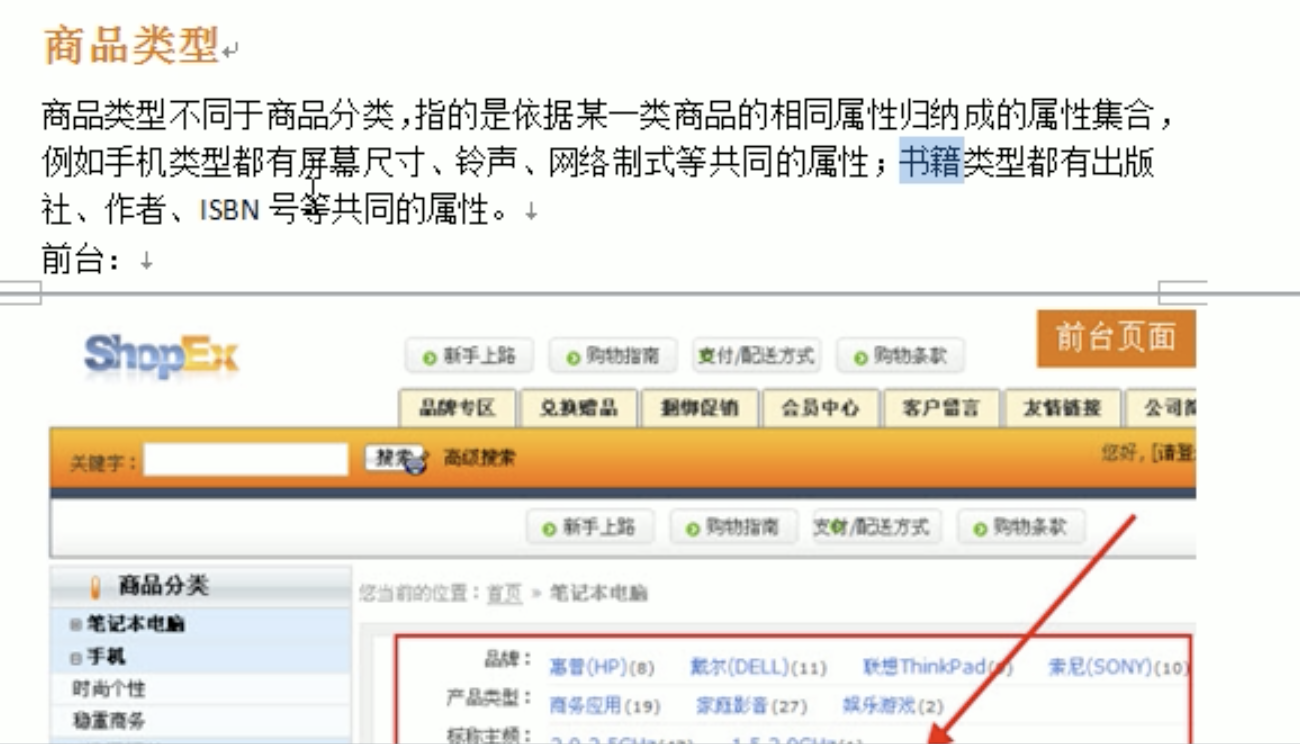 商品类型
商品类型不同于商品分类,指的是依据某一类商品的相同属性归纳成的属性集合，
例如手机类型都有屏幕尺寸、铃声、网络制式等共同的属性；书籍类型都有出版
社、作者、ISBN 号等共同的属性。
前台：
前台页面
ShopEx
新手上路 购物指南 支付/配送方式 购物条款
品牌专区 兑换赠品 捆绑促销 会员中心 客户留言 友情链接 公司
关键字： 搜索 高级搜索 您好, [请登
新手上路 购物指南 支付/配送方式 购物条款
商品分类
您当前的位置：首页 » 笔记本电脑
笔记本电脑
手机
时尚个性
稳重商务
品牌： 惠普(HP)(8) 戴尔(DELL)(11) 联想ThinkPad 索尼(SONY)(10)
产品类型： 商务应用(19) 家庭影音(27) 娱乐游戏(2)
标称主频：